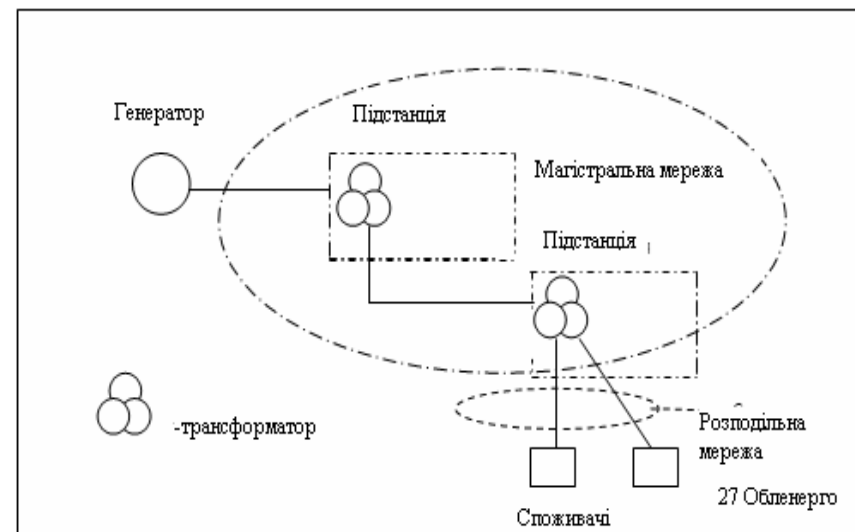 Генератор
Підстанція
Магістральна мережа
Підстанція
-трансформатор
Розподільна
мережа
27 Обленерго
Споживачі